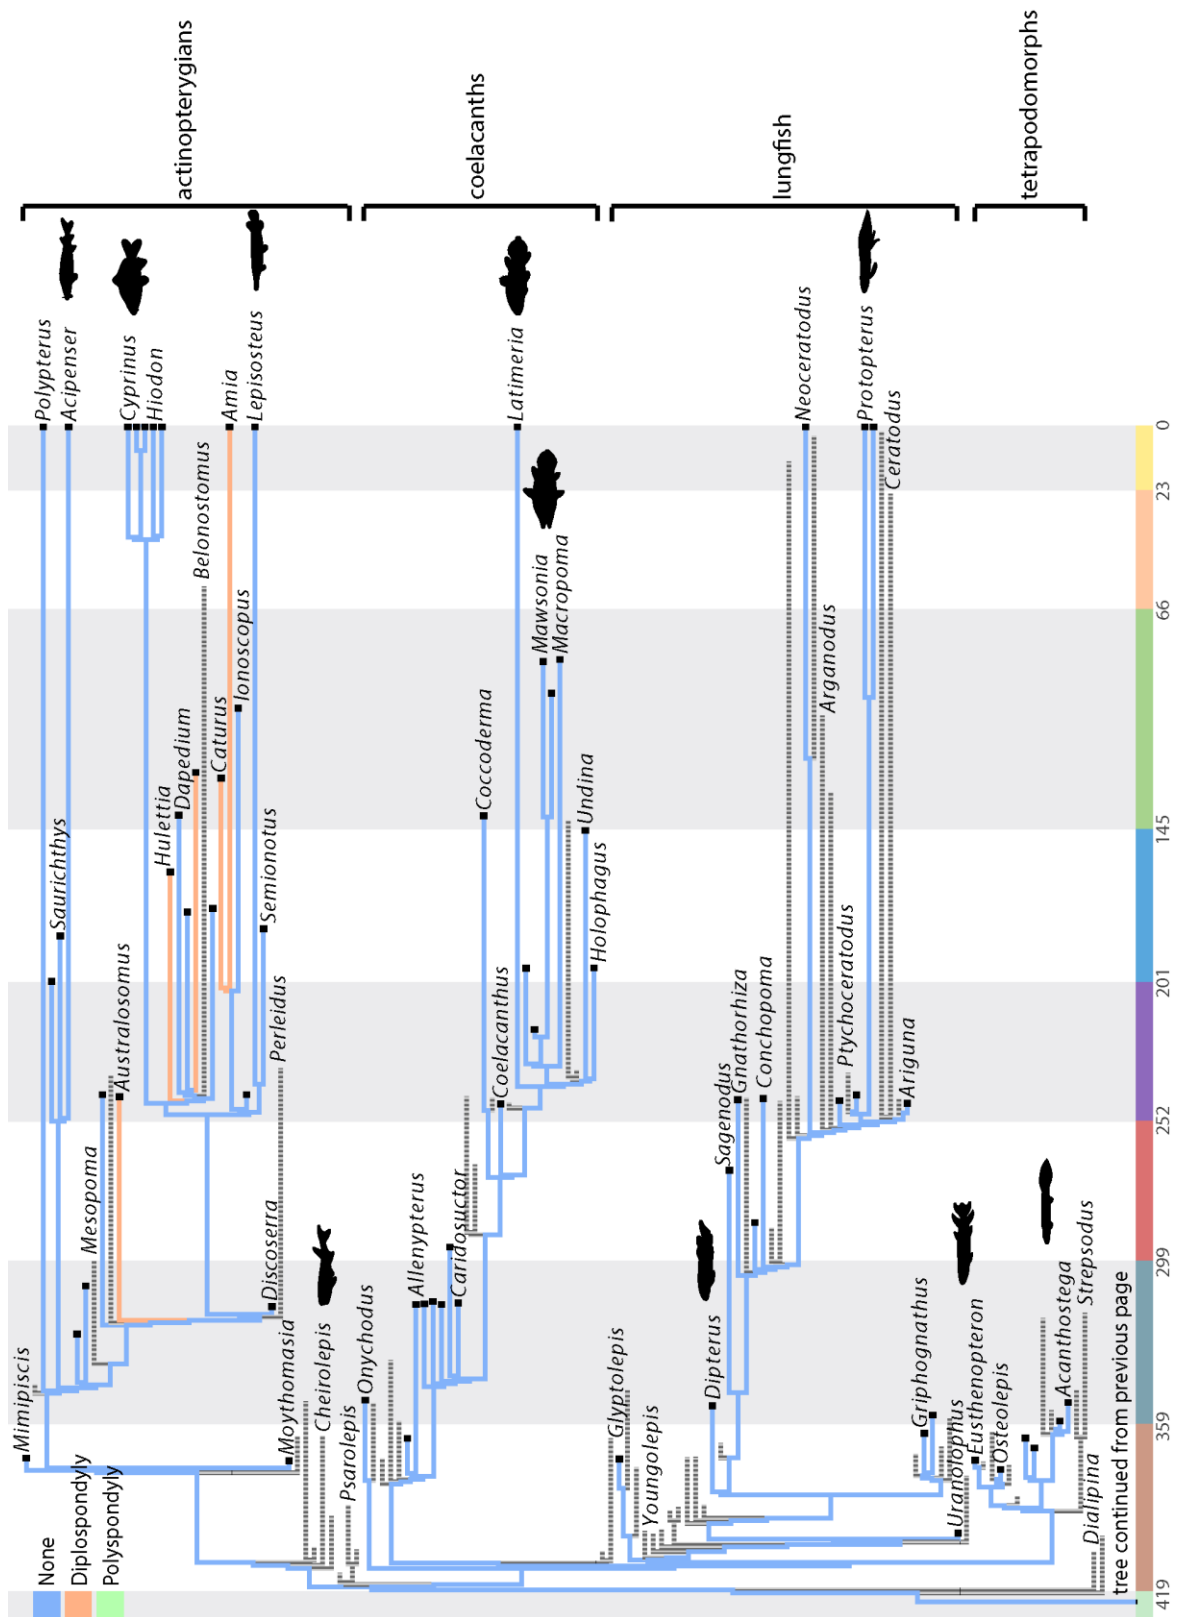 actinopterygians
coelacanths
lungfish
tetrapodomorphs
Polypterus
Acipenser
Cyprinus
Hiodon
Amia
Lepisosteus
Belonostomus
Saurichthys
Hulettia
Dapedium
Caturus
Ionoscopus
Australosomus
Semionotus
Perleidus
Mesopoma
Discoserra
Mimipiscis
Moythomasia
Cheirolepis
Psarolepis
Latimeria
Mawsonia
Macropoma
Coccoderma
Undina
Holophagus
Coelacanthus
Allenypterus
Caridosuctor
Onychodus
Neoceratodus
Protopterus
Ceratodus
Arganodus
Ptychoceratodus
Ariguna
Sagenodus
Gnathorhiza
Conchopoma
Glyptolepis
Dipterus
Youngolepis
Griphognathus
Uranolophus
Eusthenopteron
Osteolepis
Acanthostega
Strepsodus
Dialipina
tree continued from previous page
None
Diplospondyly
Polyspondyly
419
359
299
252
201
145
66
23
0